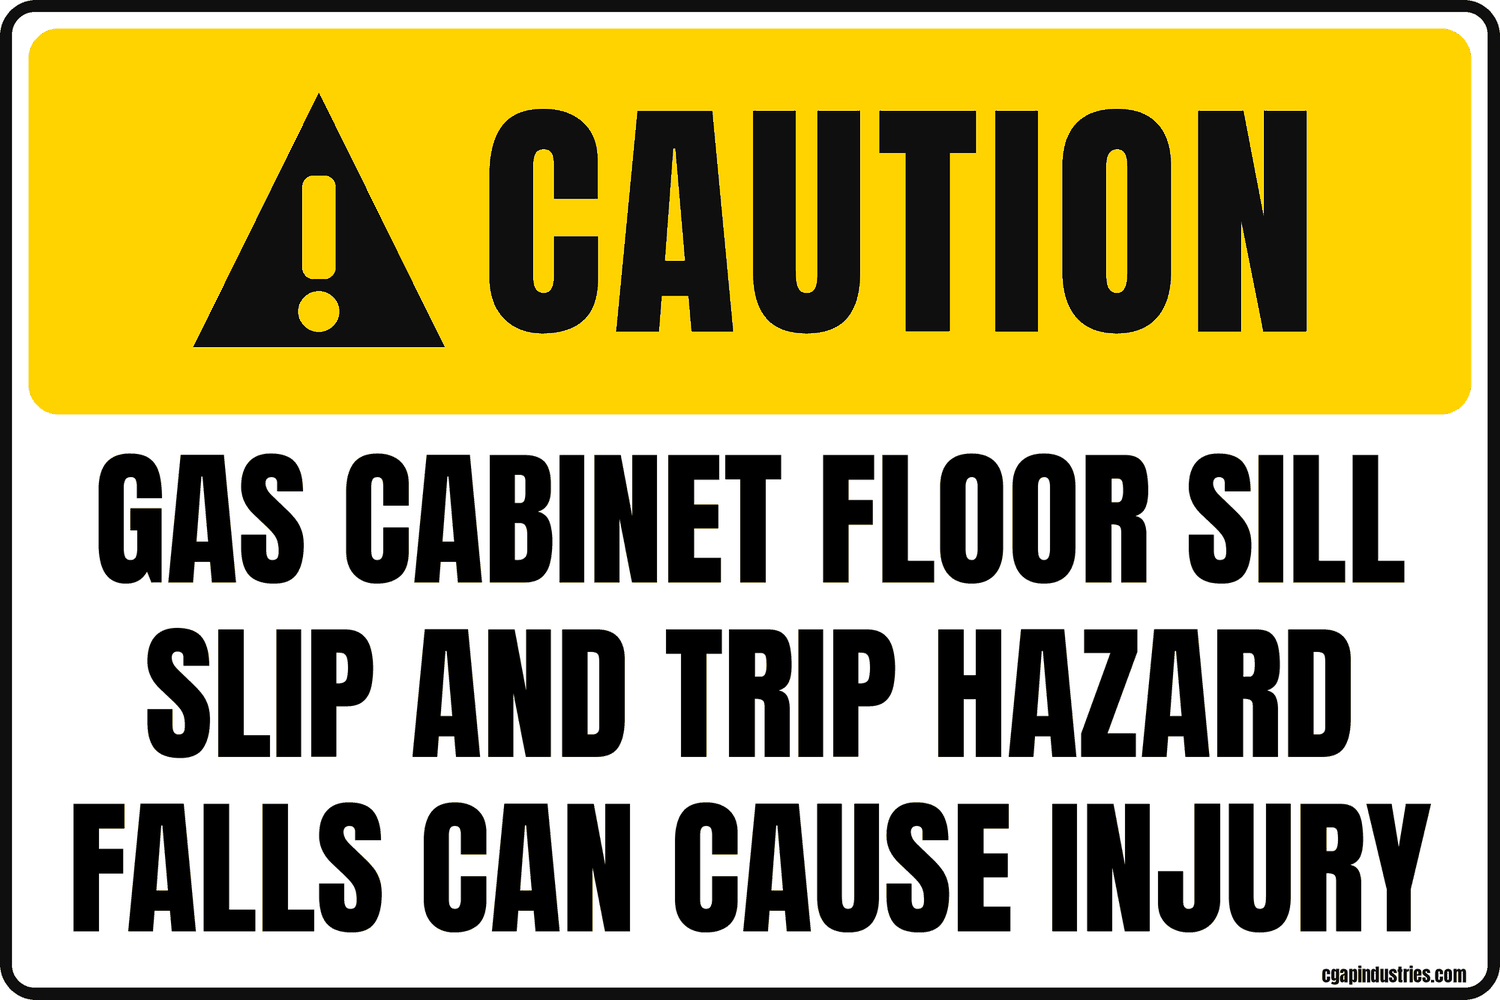 CAUTION
GAS CABINET FLOOR SILL
SLIP AND TRIP HAZARD
FALLS CAN CAUSE INJURY
cgapindustries.com